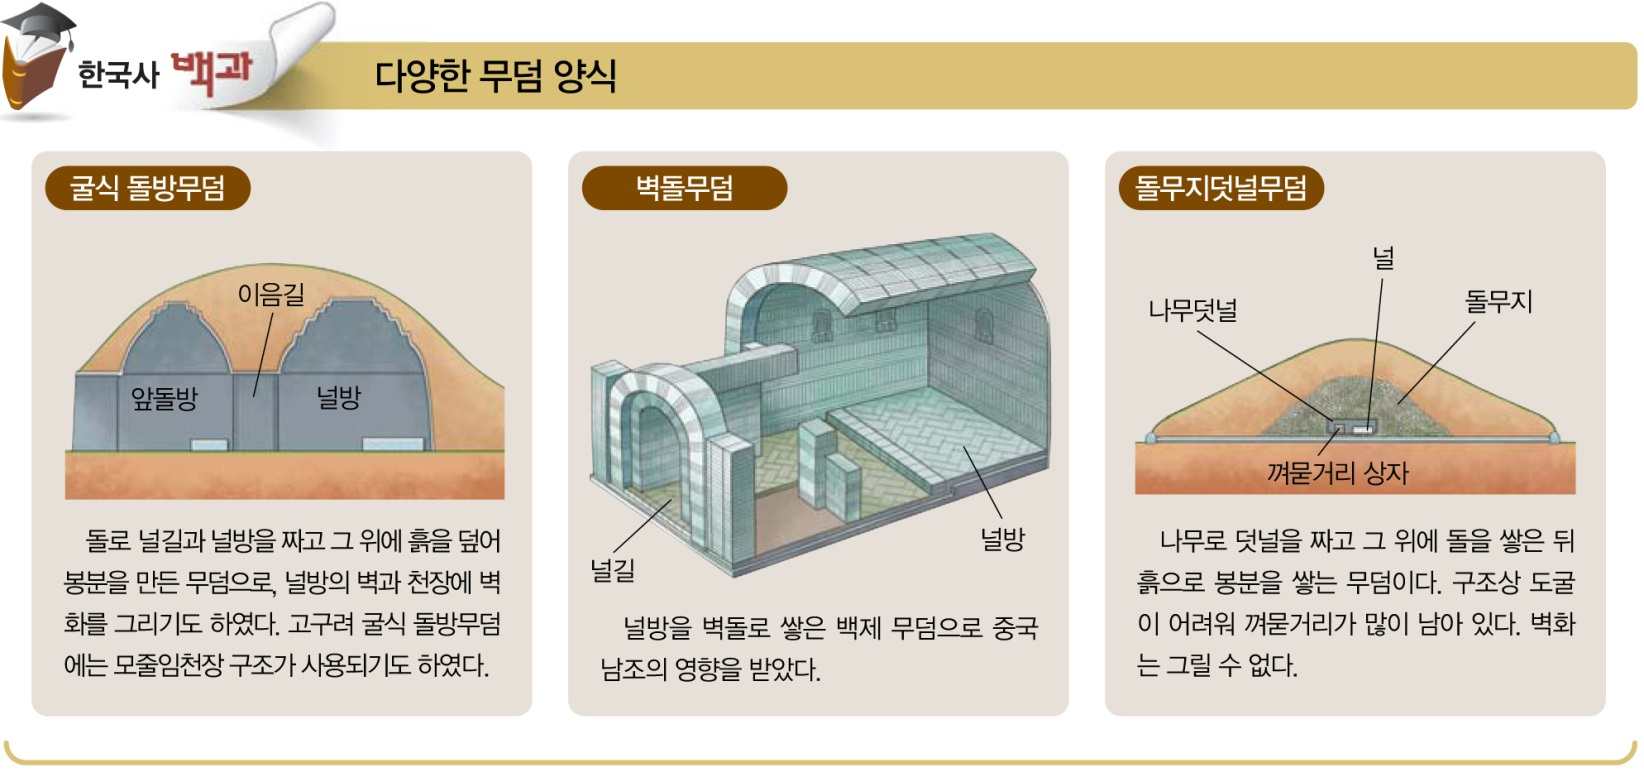 한국사 백과
다양한 무덤 양식
굴식 돌방무덤
이음길
앞돌방
널방
돌로 널길과 널방을 짜고 그 위에 흙을 덮어
봉분을 만든 무덤으로, 널방의 벽과 천장에 벽
화를 그리기도 하였다. 고구려 굴식 돌방무덤
에는 모줄임천장 구조가 사용되기도 하였다.
벽돌무덤
널방
널길
널방을 벽돌로 쌓은 백제 무덤으로 중국
남조의 영향을 받았다.
돌무지덧널무덤
널
나무덧널
돌무지
껴묻거리 상자
나무로 덧널을 짜고 그 위에 돌을 쌓은 뒤
흙으로 봉분을 쌓는 무덤이다. 구조상 도굴
이 어려워 껴묻거리가 많이 남아 있다. 벽화
는 그릴 수 없다.